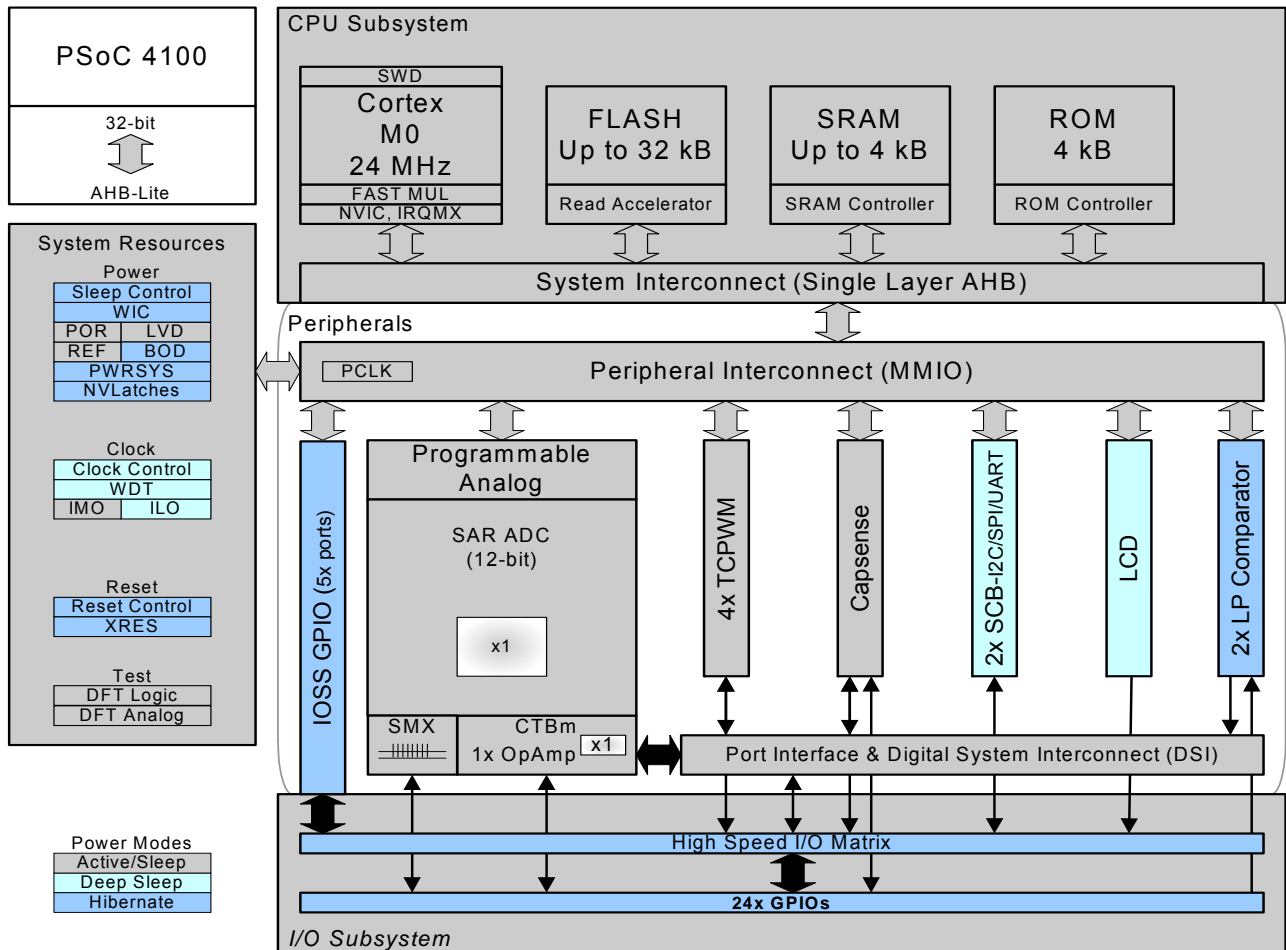 PSoC 4100
32-bit
AHB-Lite
System Resources
Power
Sleep Control
WIC
POR LVD
REF BOD
PWRSYS
NVLatches
Clock
Clock Control
WDT
IMO ILO
Reset
Reset Control
XRES
Test
DFT Logic
DFT Analog
Power Modes
Active/Sleep
Deep Sleep
Hibernate
CPU Subsystem
SWD
Cortex
M0
24 MHz
FAST MUL
NVIC, IRQMX
FLASH
Up to 32 kB
Read Accelerator
SRAM
Up to 4 kB
SRAM Controller
ROM
4 kB
ROM Controller
System Interconnect (Single Layer AHB)
Peripherals
PCLK
Peripheral Interconnect (MMIO)
IOSS GPIO (5x ports)
Programmable
Analog
SAR ADC
(12-bit)
x1
SMX
CTBm
1x OpAmp
x1
4x TCPWM
Capsense
2x SCB-I2C/SPI/UART
LCD
2x LP Comparator
Port Interface & Digital System Interconnect (DSI)
High Speed I/O Matrix
24x GPIOs
I/O Subsystem